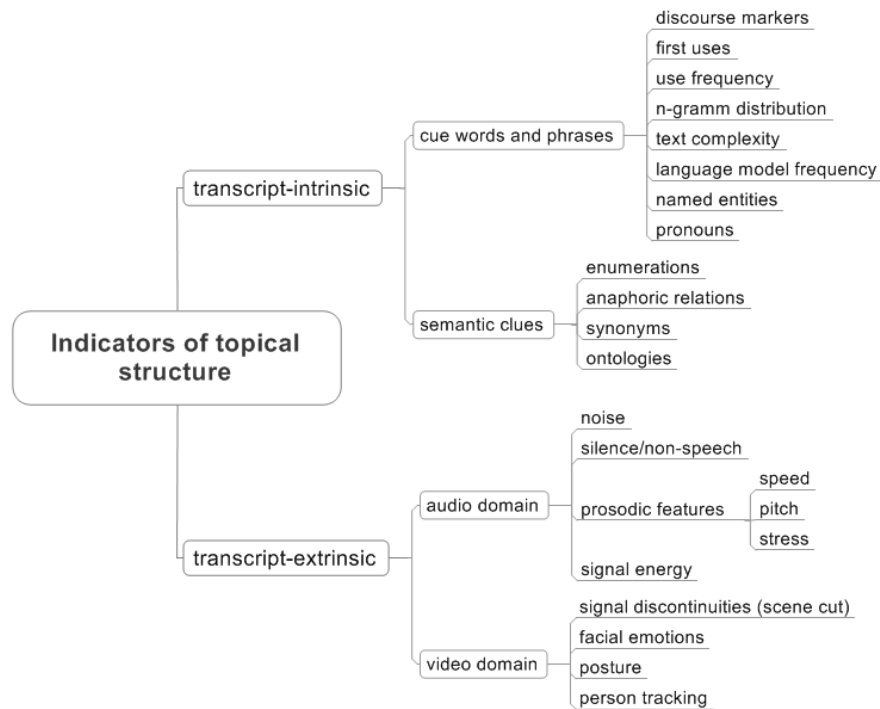 discourse markers
first uses
use frequency
n-gramm distribution
cue words and phrases
text complexity
language model frequency
transcript-intrinsic
named entities
pronouns
enumerations
anaphoric relations
semantic clues
synonyms
ontologies
Indicators of topical
structure
noise
silence/non-speech
speed
audio domain
prosodic features
pitch
stress
transcript-extrinsic
signal energy
signal discontinuities (scene cut)
facial emotions
video domain
posture
person tracking